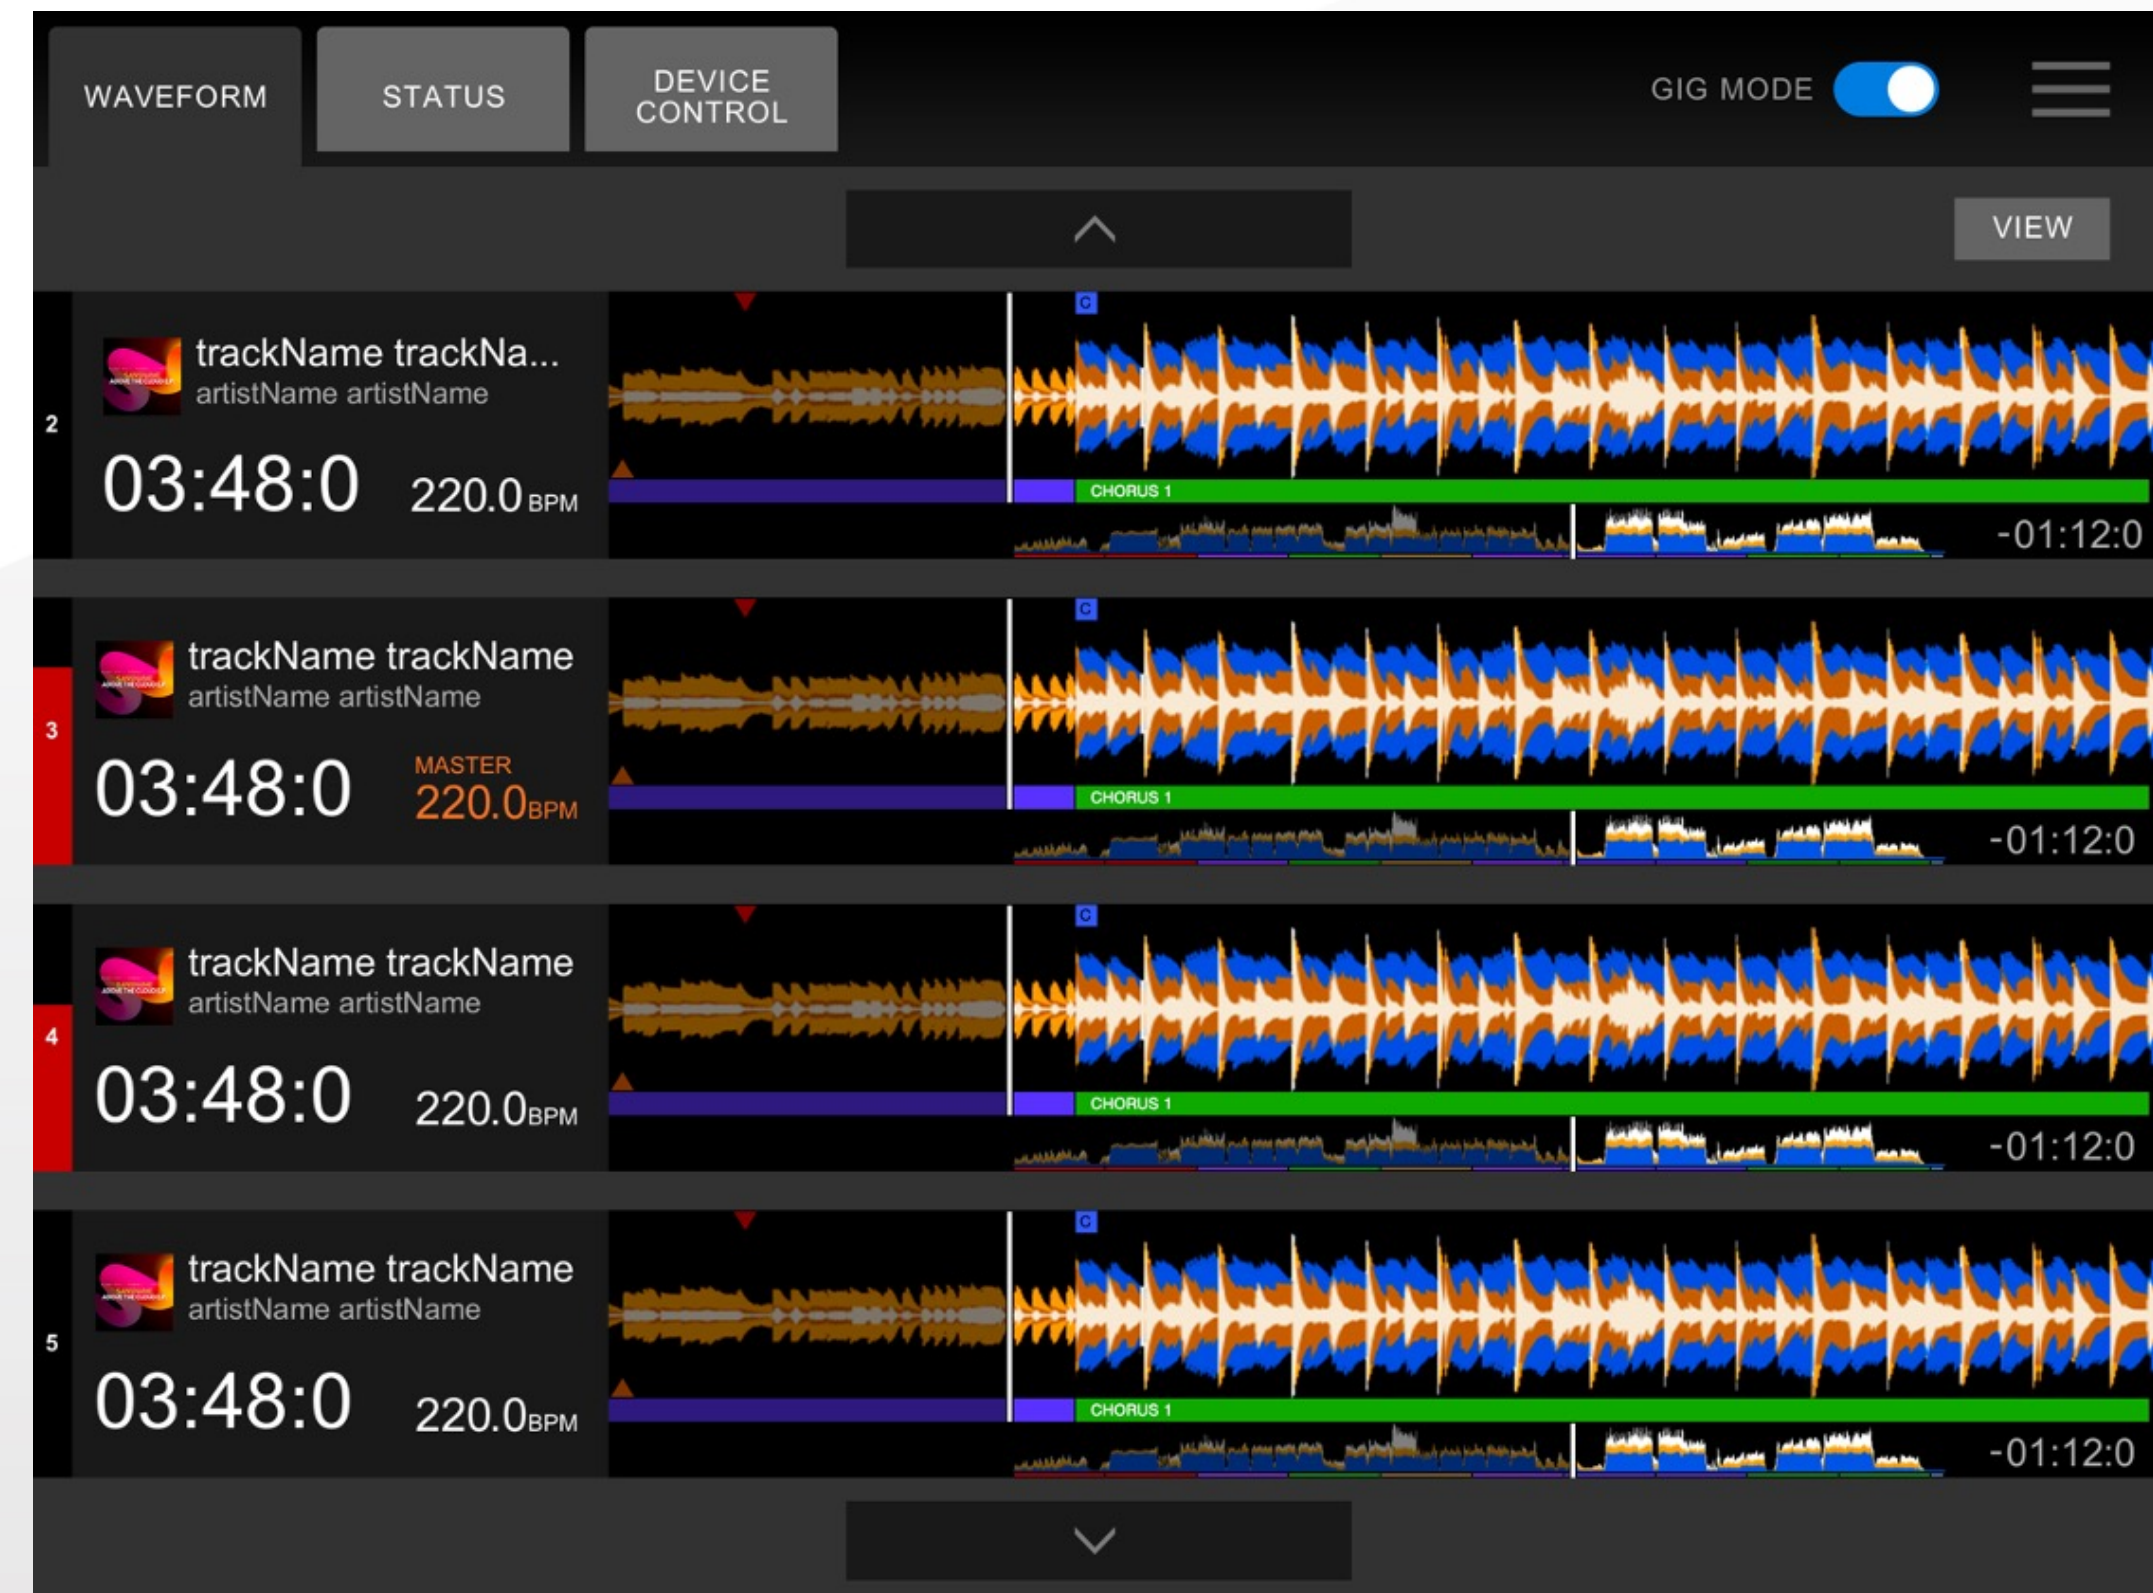 WAVEFORM
STATUS
DEVICE
CONTROL
GIG MODE
VIEW
2
trackName trackNa...
artistName artistName
03:48:0
220.0 BPM
C
CHORUS 1
-01:12:0
3
trackName trackName
artistName artistName
03:48:0
MASTER
220.0BPM
C
CHORUS 1
-01:12:0
4
trackName trackName
artistName artistName
03:48:0
220.0BPM
C
CHORUS 1
-01:12:0
5
trackName trackName
artistName artistName
03:48:0
220.0BPM
C
CHORUS 1
-01:12:0